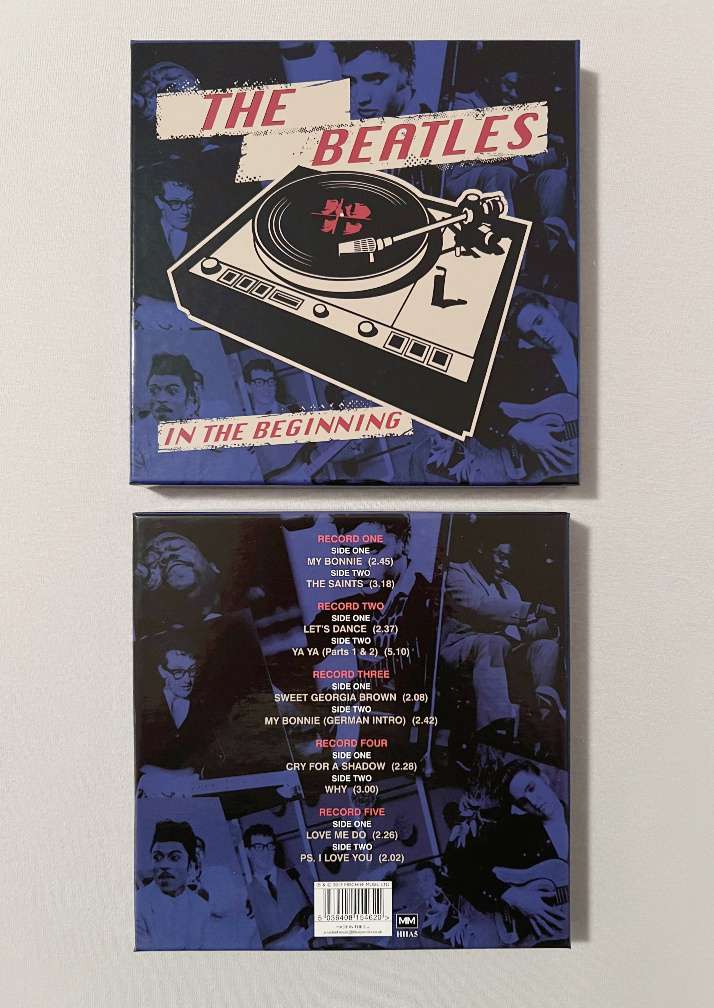 THE
BEATLES
IN THE BEGINNING
RECORD ONE
SIDE ONE
MY BONNIE (2.45)
SIDE TWO
THE SAINTS (3.18)
RECORD TWO
SIDE ONE
LET'S DANCE (2.37)
SIDE TWO
YA YA (Parts 1 & 2) (5.10)
RECORD THREE
SIDE ONE
SWEET GEORGIA BROWN (2.08)
SIDE TWO
MY BONNIE (GERMAN INTRO) (2.42)
RECORD FOUR
SIDE ONE
CRY FOR A SHADOW (2.28)
SIDE TWO
WHY (3.00)
RECORD FIVE
SIDE ONE
LOVE ME DO (2.26)
SIDE TWO
PS. I LOVE YOU (2.02)
5 036408 154620 >
MM
HHA5